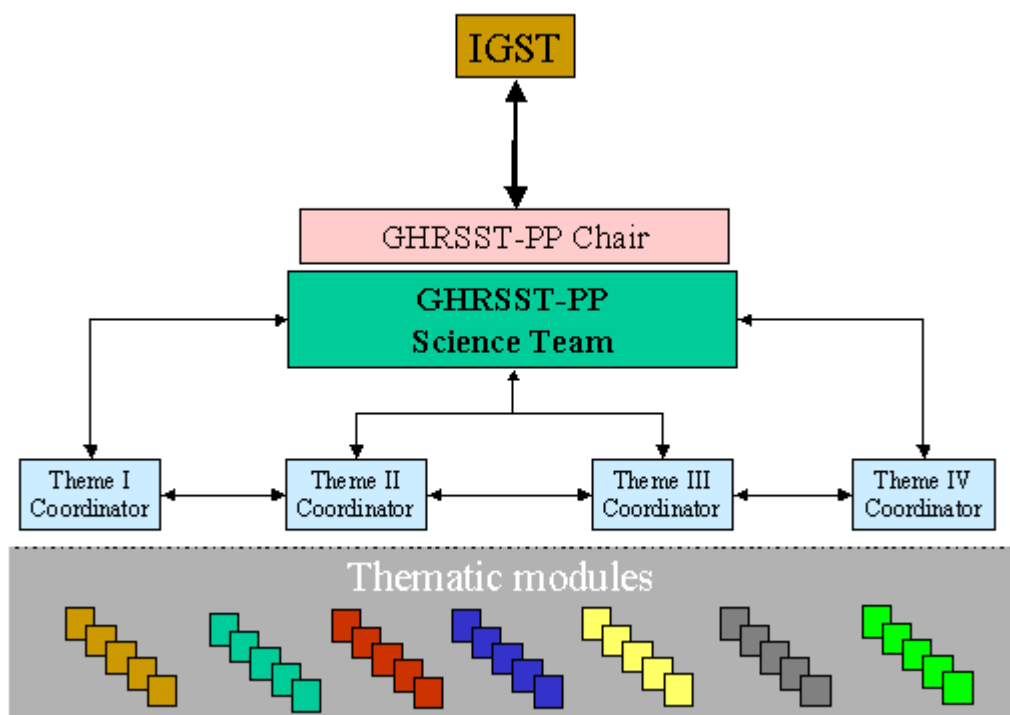 IGST
GHRSST-PP Chair
GHRSST-PP
Science Team
Theme I
Coordinator
Theme II
Coordinator
Theme III
Coordinator
Theme IV
Coordinator
Thematic modules